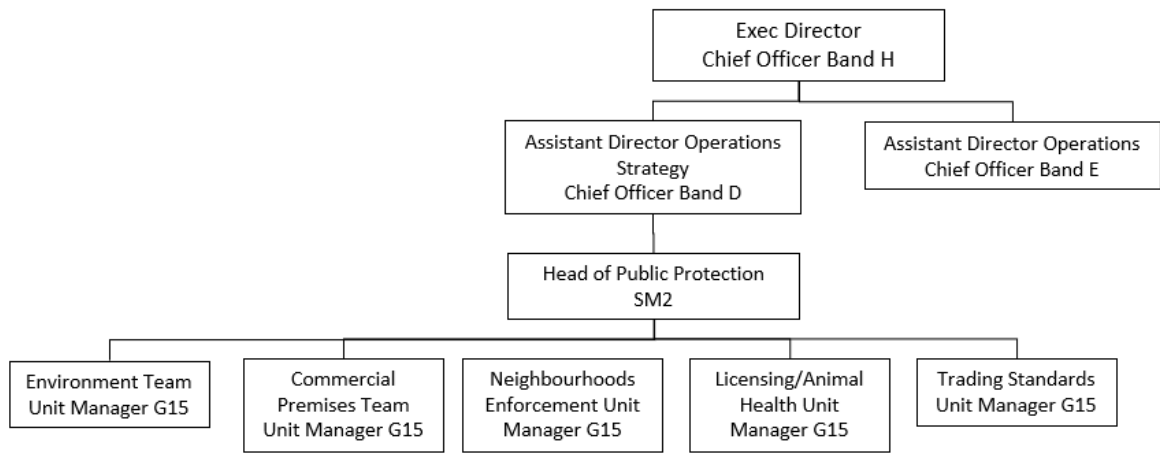 Exec Director
Chief Officer Band H
Assistant Director Operations
Strategy
Chief Officer Band D
Assistant Director Operations
Chief Officer Band E
Head of Public Protection
SM2
Environment Team
Unit Manager G15
Commercial
Premises Team
Unit Manager G15
Neighbourhoods
Enforcement Unit
Manager G15
Licensing/Animal
Health Unit
Manager G15
Trading Standards
Unit Manager G15